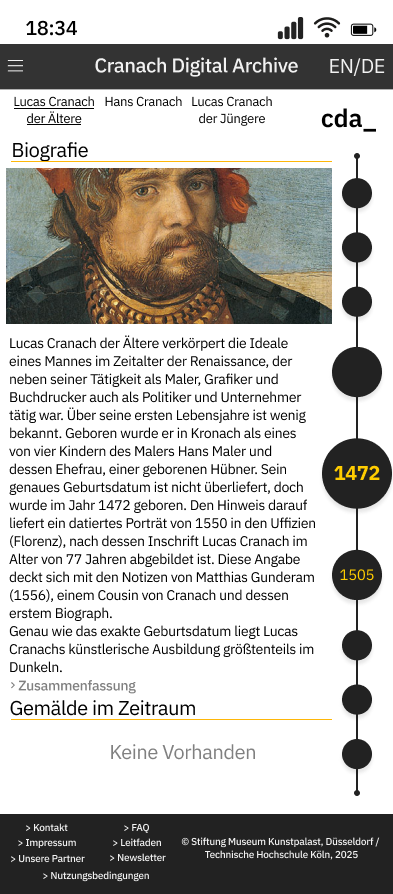 18:34
Cranach Digital Archive
EN/DE
Lucas Cranach der Ältere
Hans Cranach
Lucas Cranach der Jüngere
cda_
Biografie
Lucas Cranach der Ältere verkörpert die Ideale
eines Mannes im Zeitalter der Renaissance, der
neben seiner Tätigkeit als Maler, Grafiker und
Buchdrucker auch als Politiker und Unternehmer
tätig war. Über seine ersten Lebensjahre ist wenig
bekannt. Geboren wurde er in Kronach als eines
von vier Kindern des Malers Hans Maler und
dessen Ehefrau, einer geborenen Hübner. Sein
genaues Geburtsdatum ist nicht überliefert, doch
wurde im Jahr 1472 geboren. Den Hinweis darauf
liefert ein datiertes Porträt von 1550 in den Uffizien
(Florenz), nach dessen Inschrift Lucas Cranach im
Alter von 77 Jahren abgebildet ist. Diese Angabe
deckt sich mit den Notizen von Matthias Gunderam
(1556), einem Cousin von Cranach und dessen
erstem Biograph.
Genau wie das exakte Geburtsdatum liegt Lucas
Cranachs künstlerische Ausbildung größtenteils im
Dunkeln.
> Zusammenfassung
1472
1505
Gemälde im Zeitraum
Keine Vorhanden
> Kontakt
> Impressum
> Unsere Partner
> FAQ
> Leitfaden
> Newsletter
> Nutzungsbedingungen
© Stiftung Museum Kunstpalast, Düsseldorf /
Technische Hochschule Köln, 2025